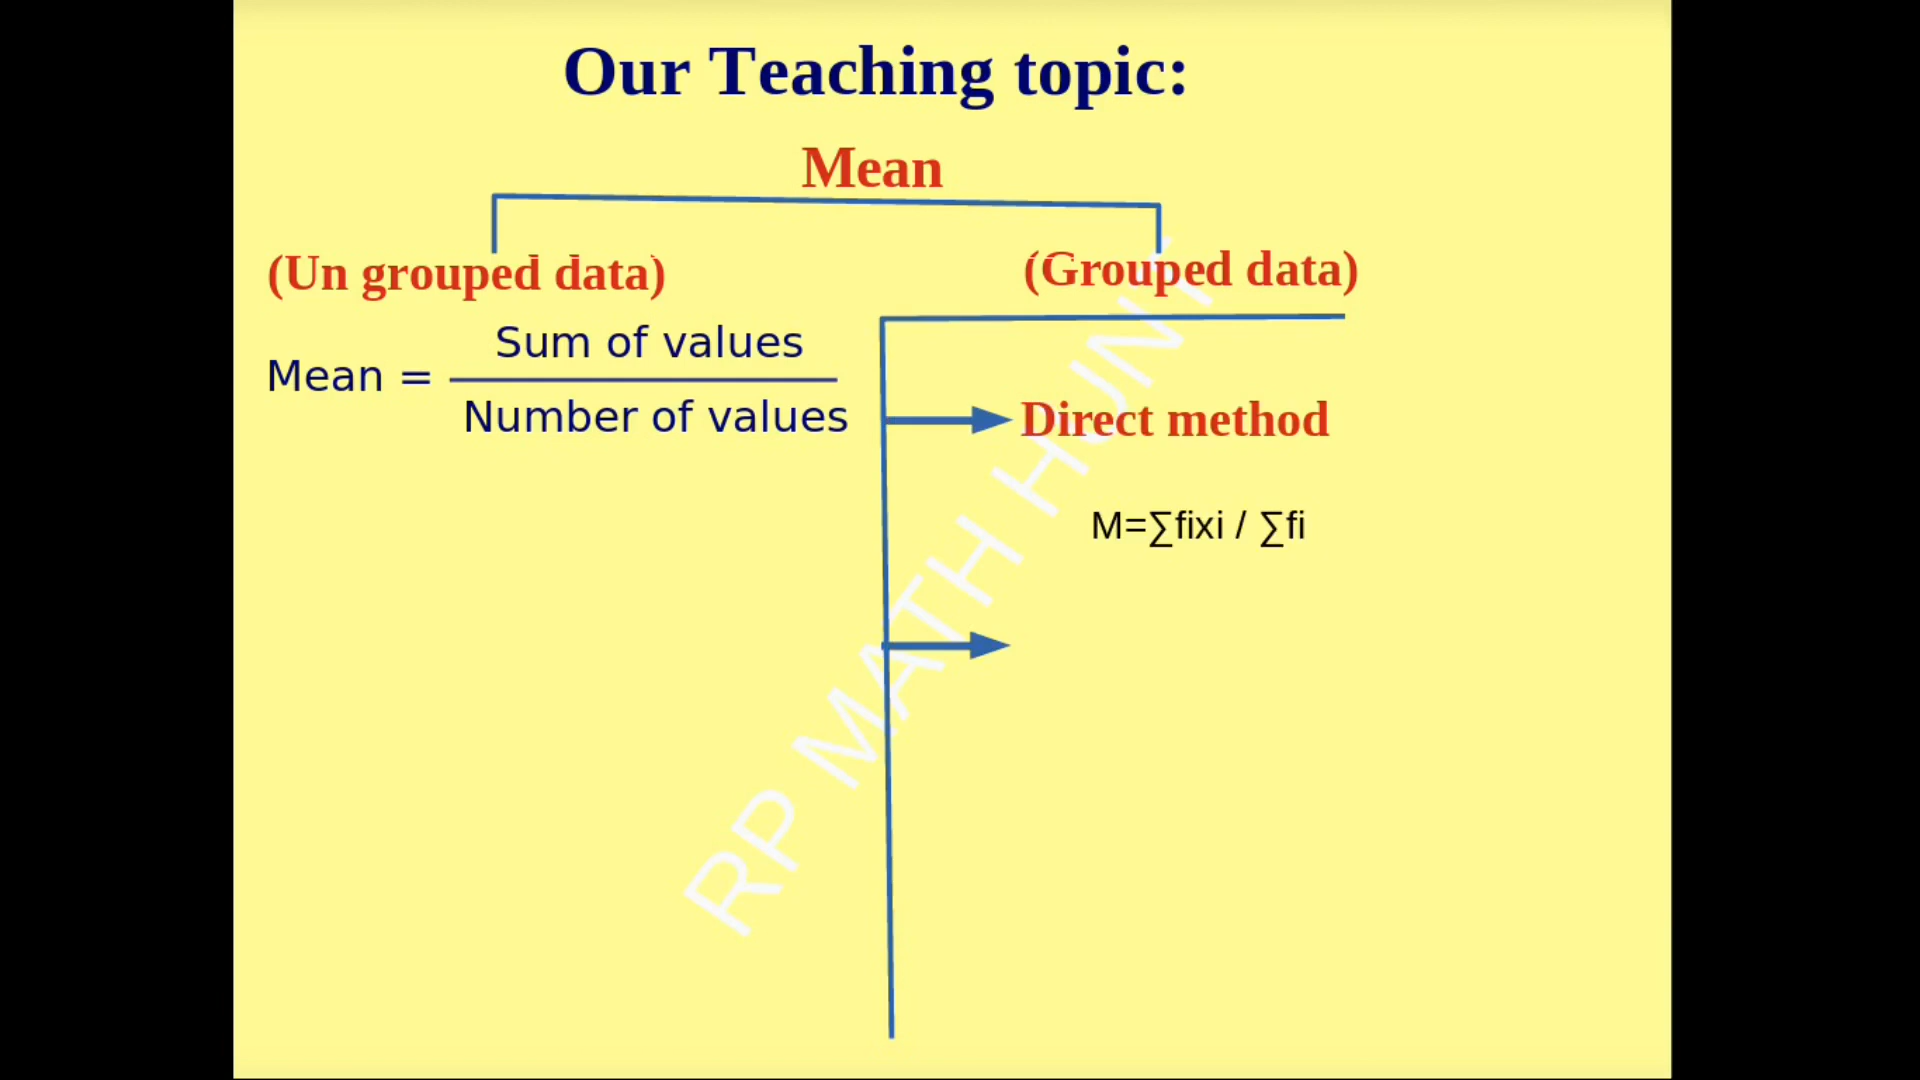 Our Teaching topic:
Mean
(Un grouped data)
Mean =
Sum of values
Number of values
(Grouped data)
Direct method
M=∑fixi / ∑fi
RP MATH HUNT